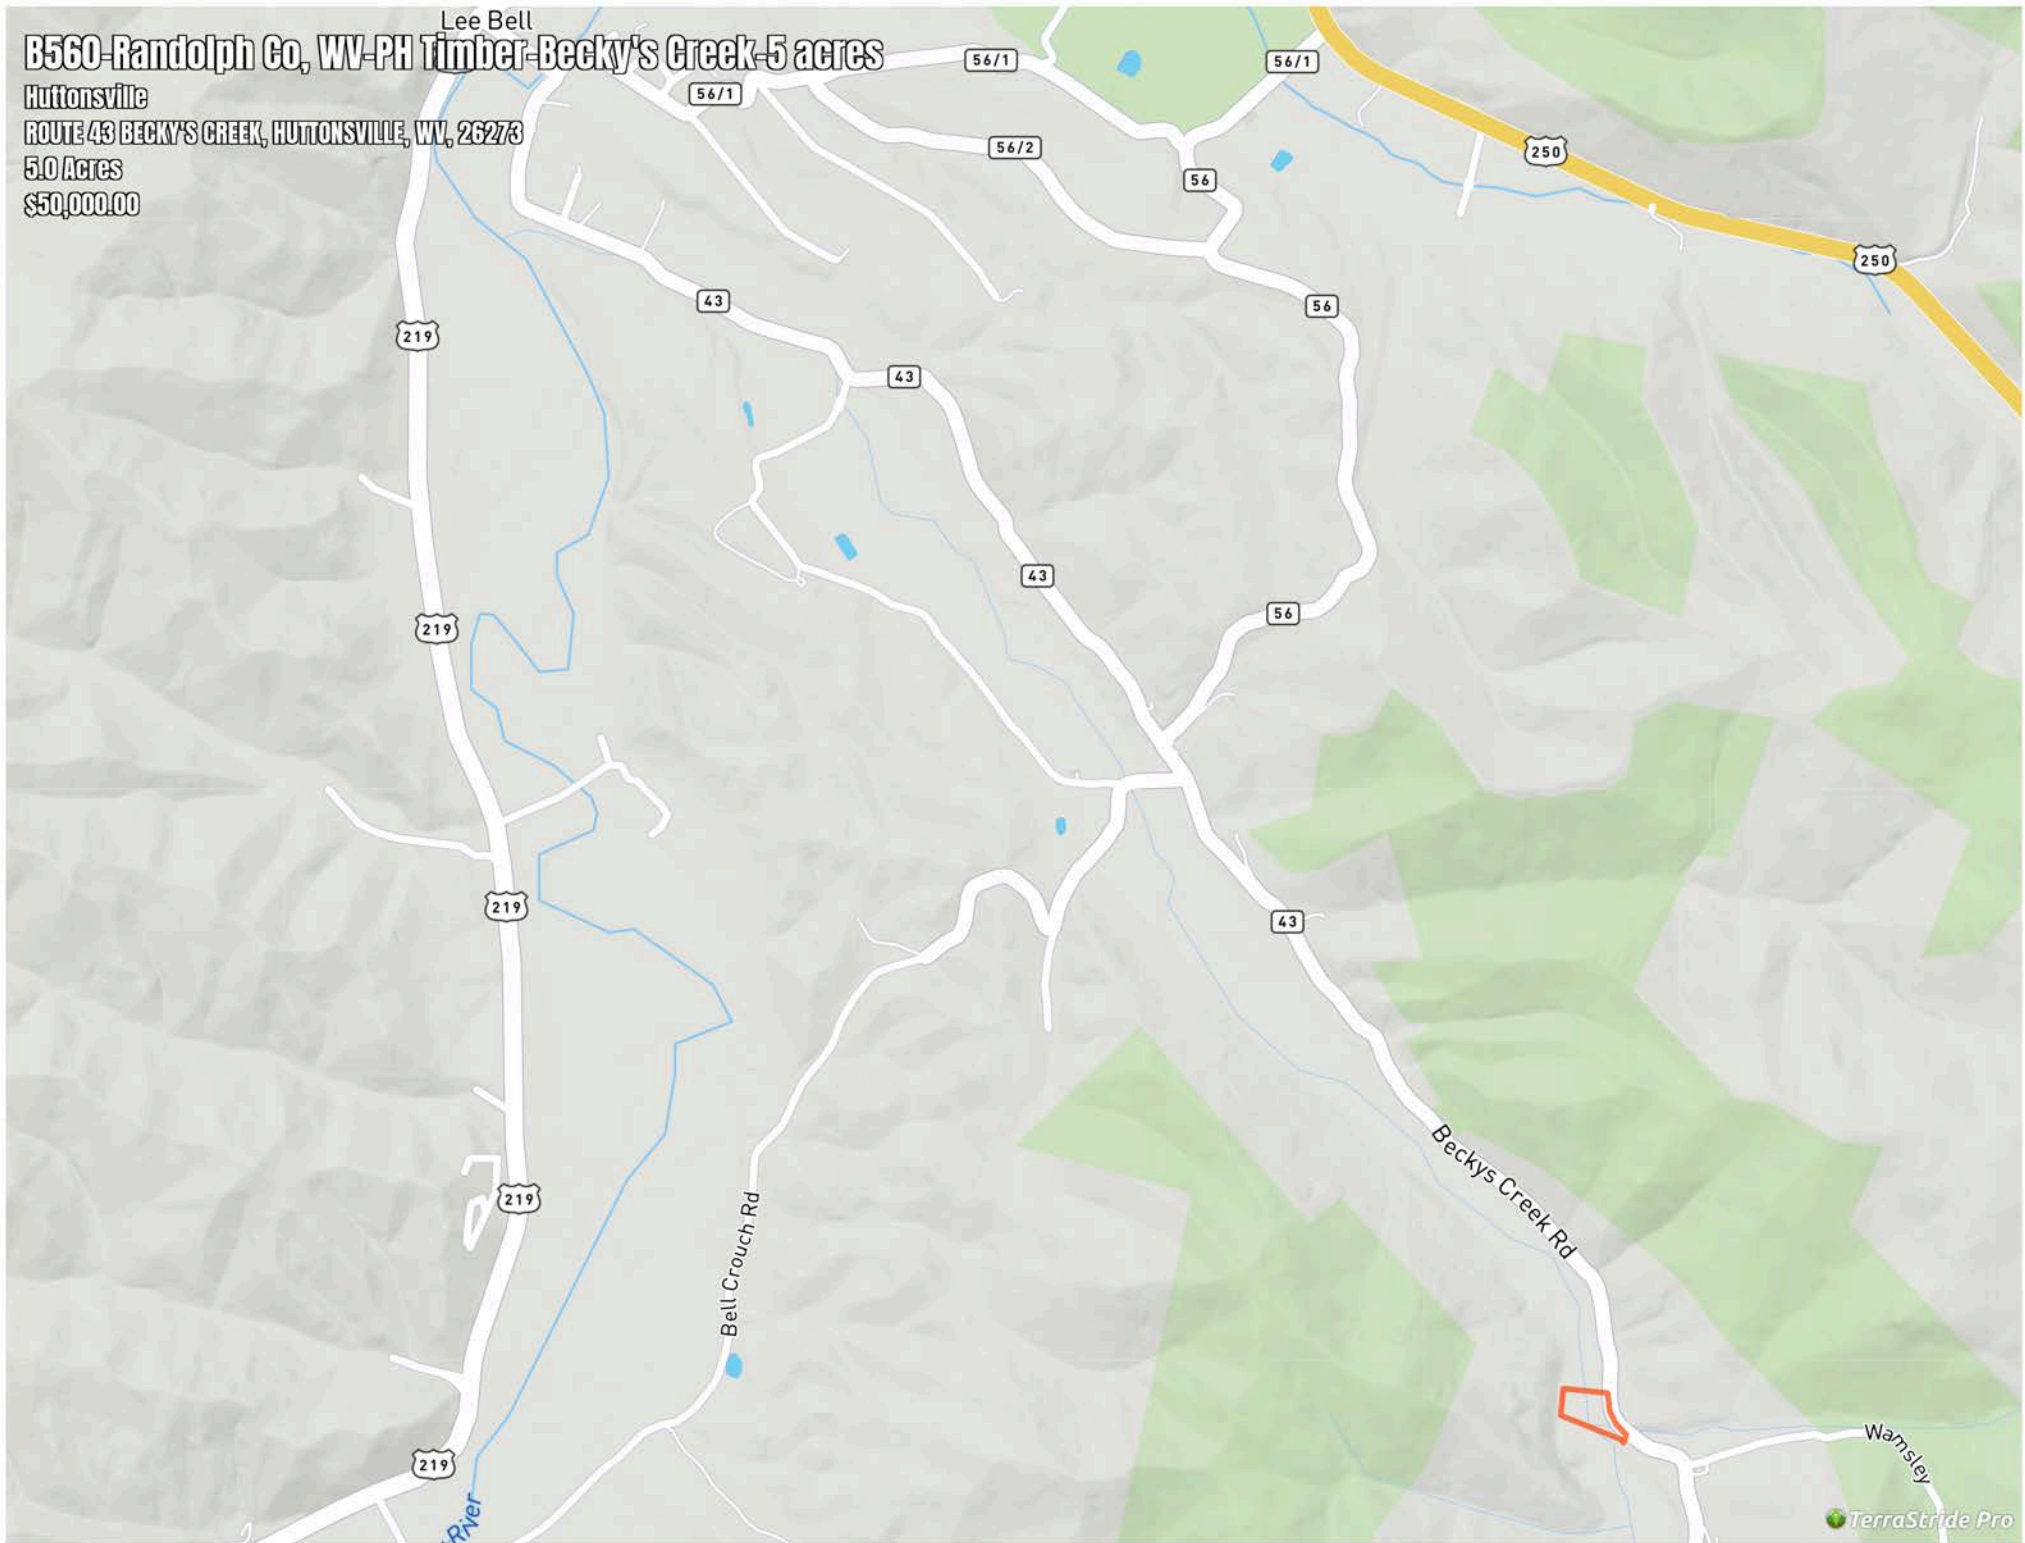 Lee Bell
B560-Randolph Co, WV-PH Timber-Becky's Creek-5 acres
Huttonsville
ROUTE 43 BECKY'S CREEK, HUTTONSVILLE, WV, 26273
5.0 Acres
$50,000.00
56/1
56/1
56/1
56/2
250
56
250
43
56
219
43
43
56
219
219
43
Beckys Creek Rd
219
Bell Crouch Rd
Wamsley
219
River
TerraStride Pro